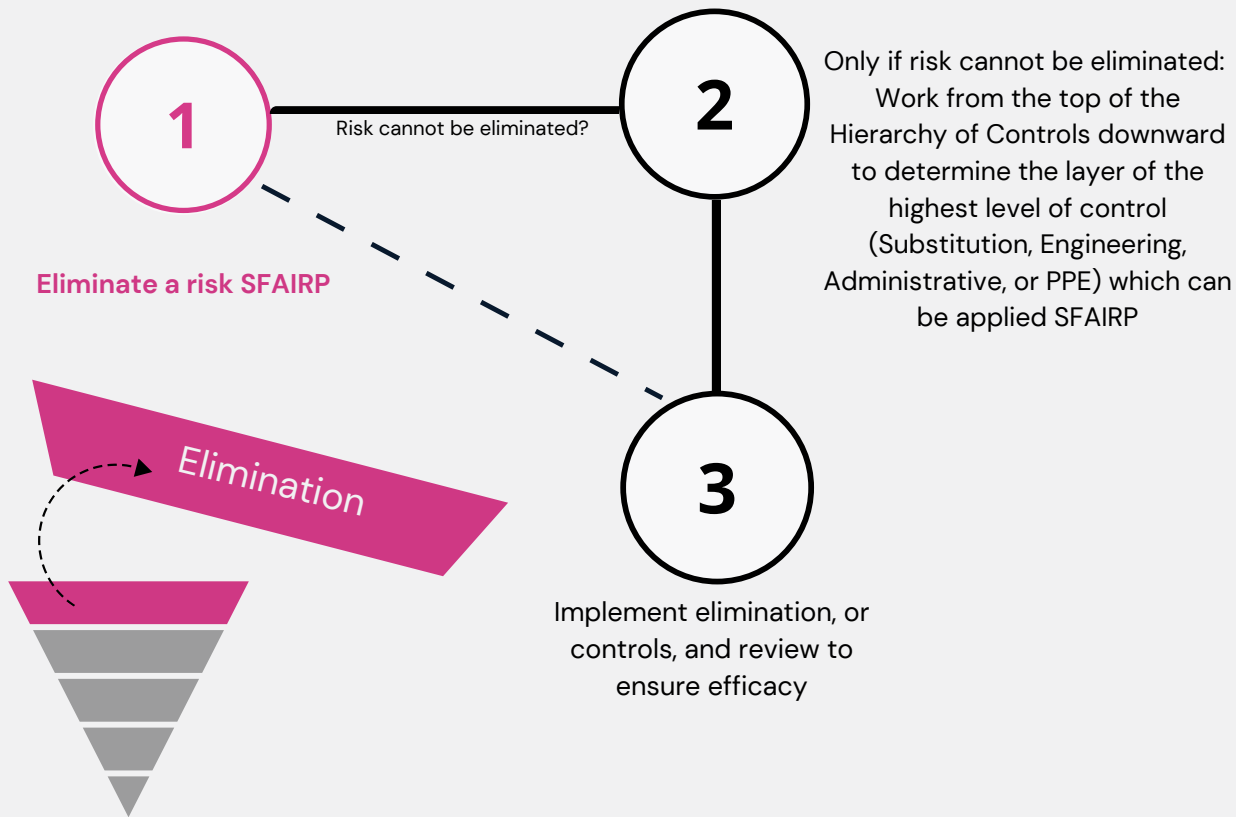 1
Risk cannot be eliminated?
2
Only if risk cannot be eliminated:
Work from the top of the
Hierarchy of Controls downward
to determine the layer of the
highest level of control
(Substitution, Engineering,
Administrative, or PPE) which can
be applied SFAIRP
Eliminate a risk SFAIRP
Elimination
3
Implement elimination, or
controls, and review to
ensure efficacy